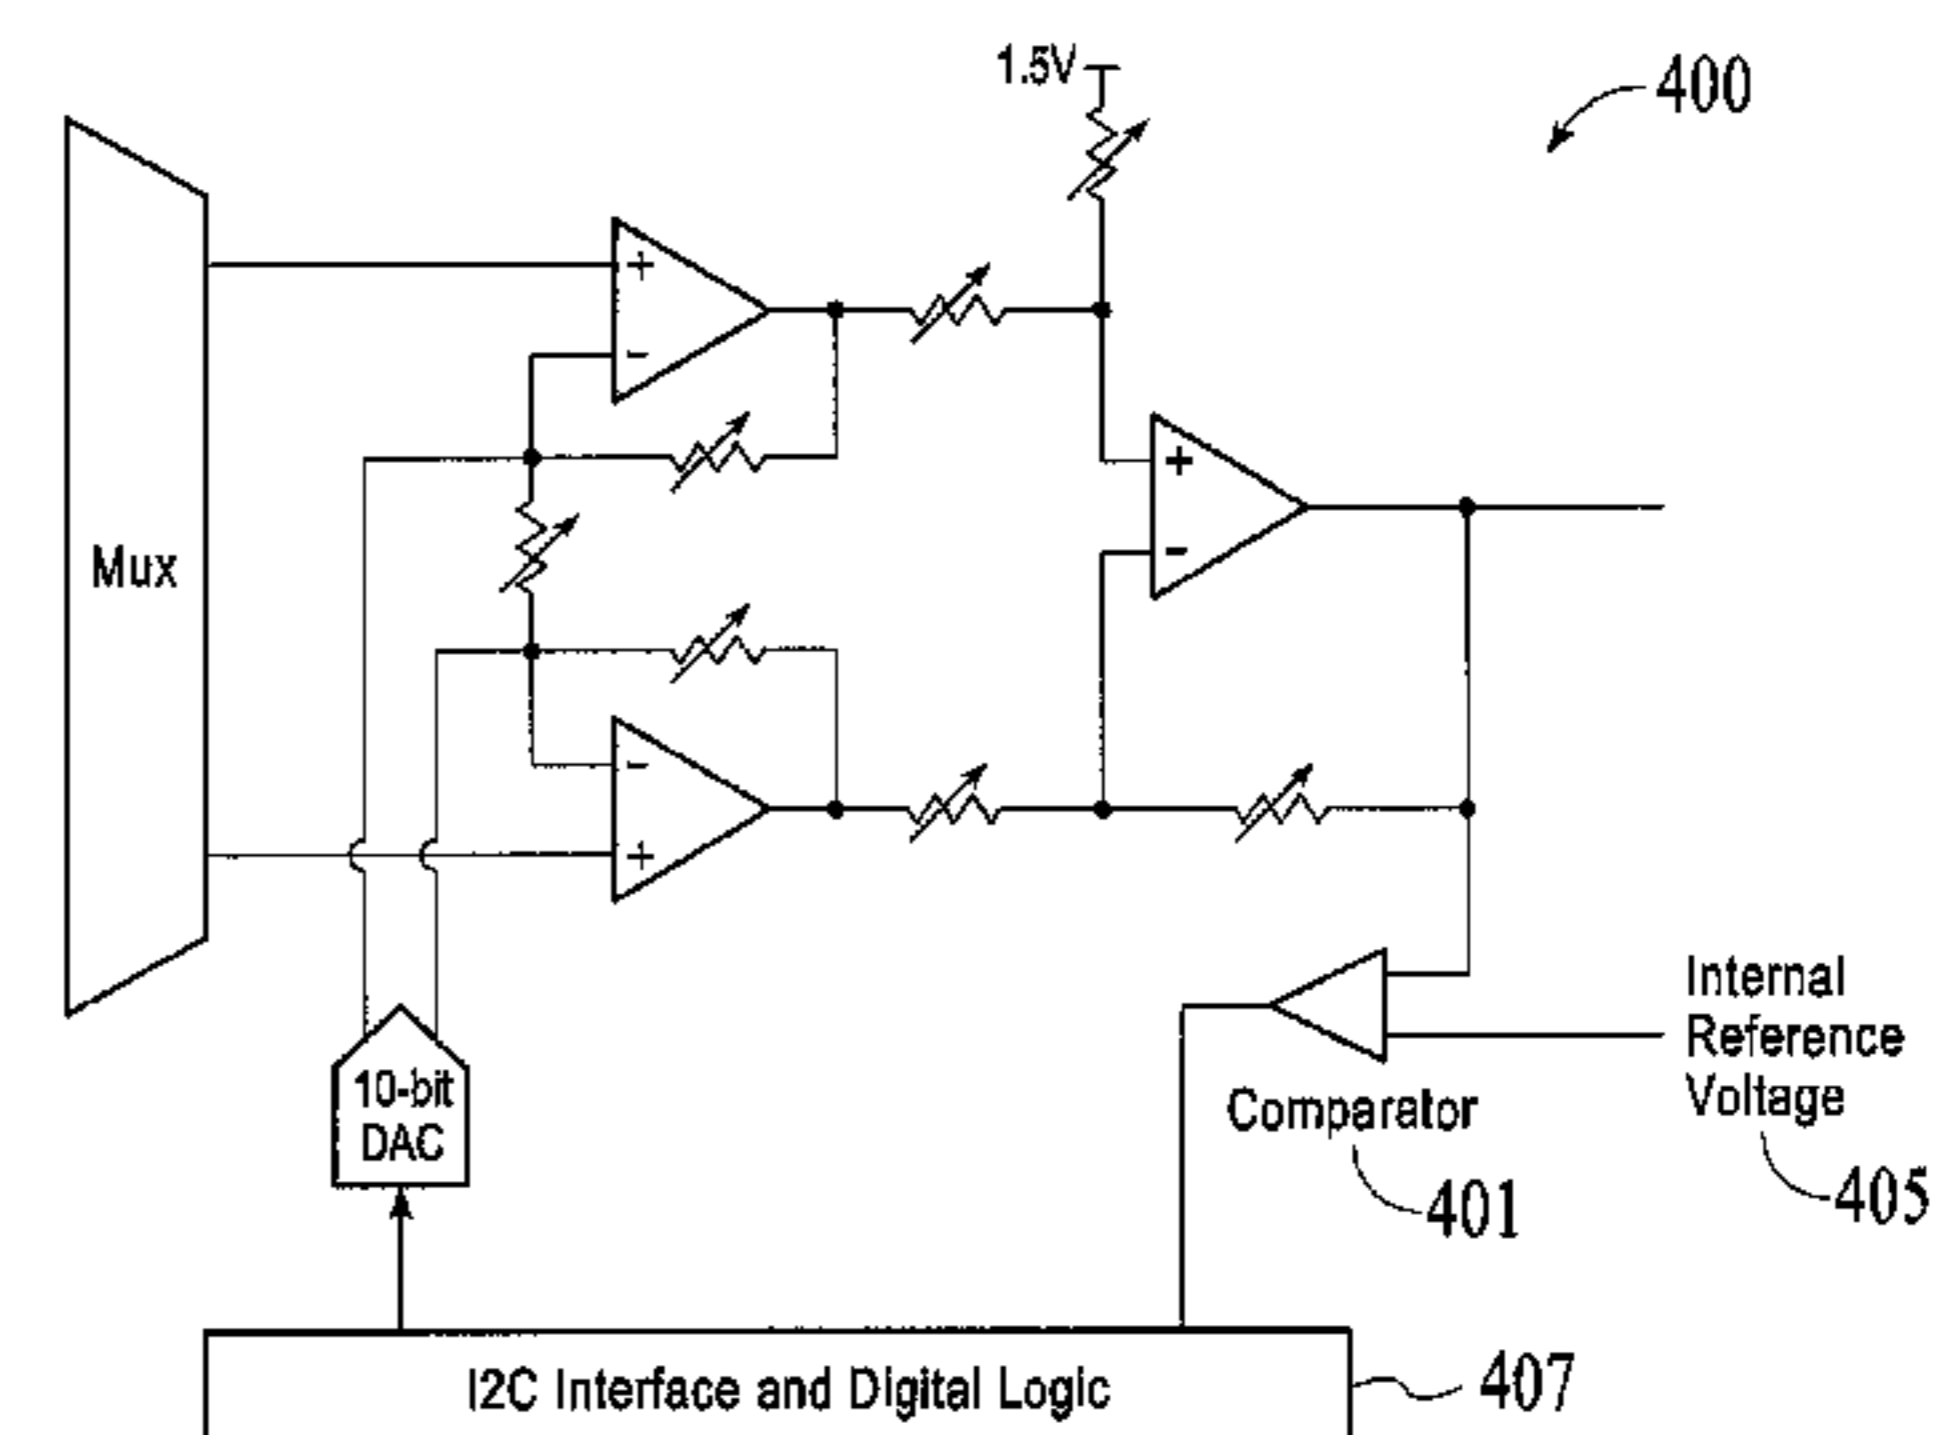 1.5V
400
+
-
Mux
+
-
-
+
10-bit
DAC
Internal
Reference
Voltage
Comparator
401
405
I2C Interface and Digital Logic
407